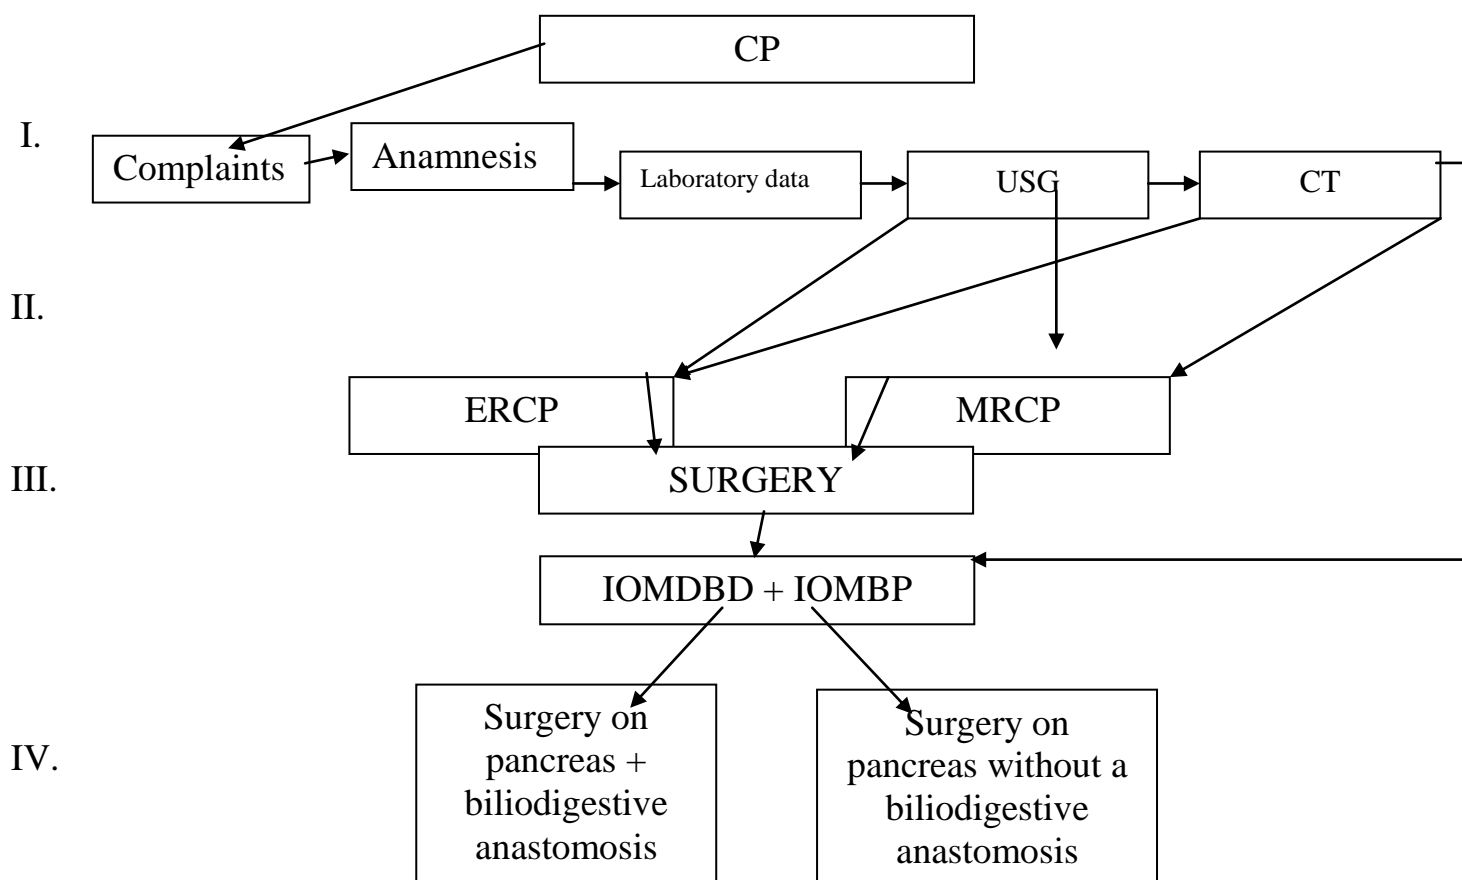 CP
I.
Complaints
Anamnesis
Laboratory data
USG
CT
II.
ERCP
MRCP
III.
SURGERY
IOMDBD + IOMBP
IV.
Surgery on
pancreas +
biliodigestive
anastomosis
Surgery on
pancreas without a
biliodigestive
anastomosis